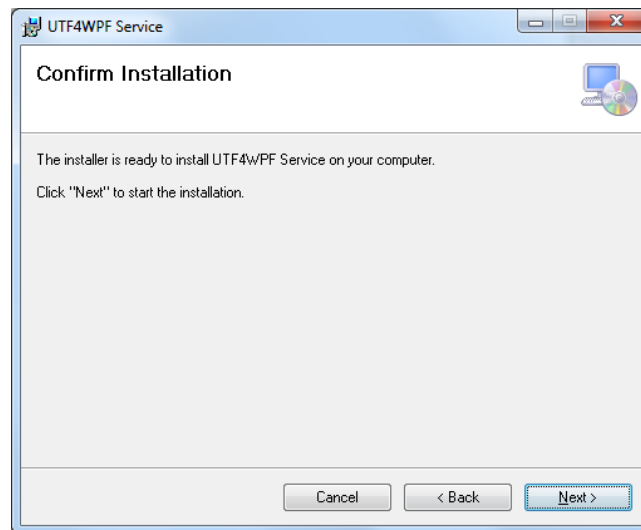 UTF4WPF Service
Confirm Installation
The installer is ready to install UTF4WPF Service on your computer.
Click "Next" to start the installation.
Cancel
< Back
Next >